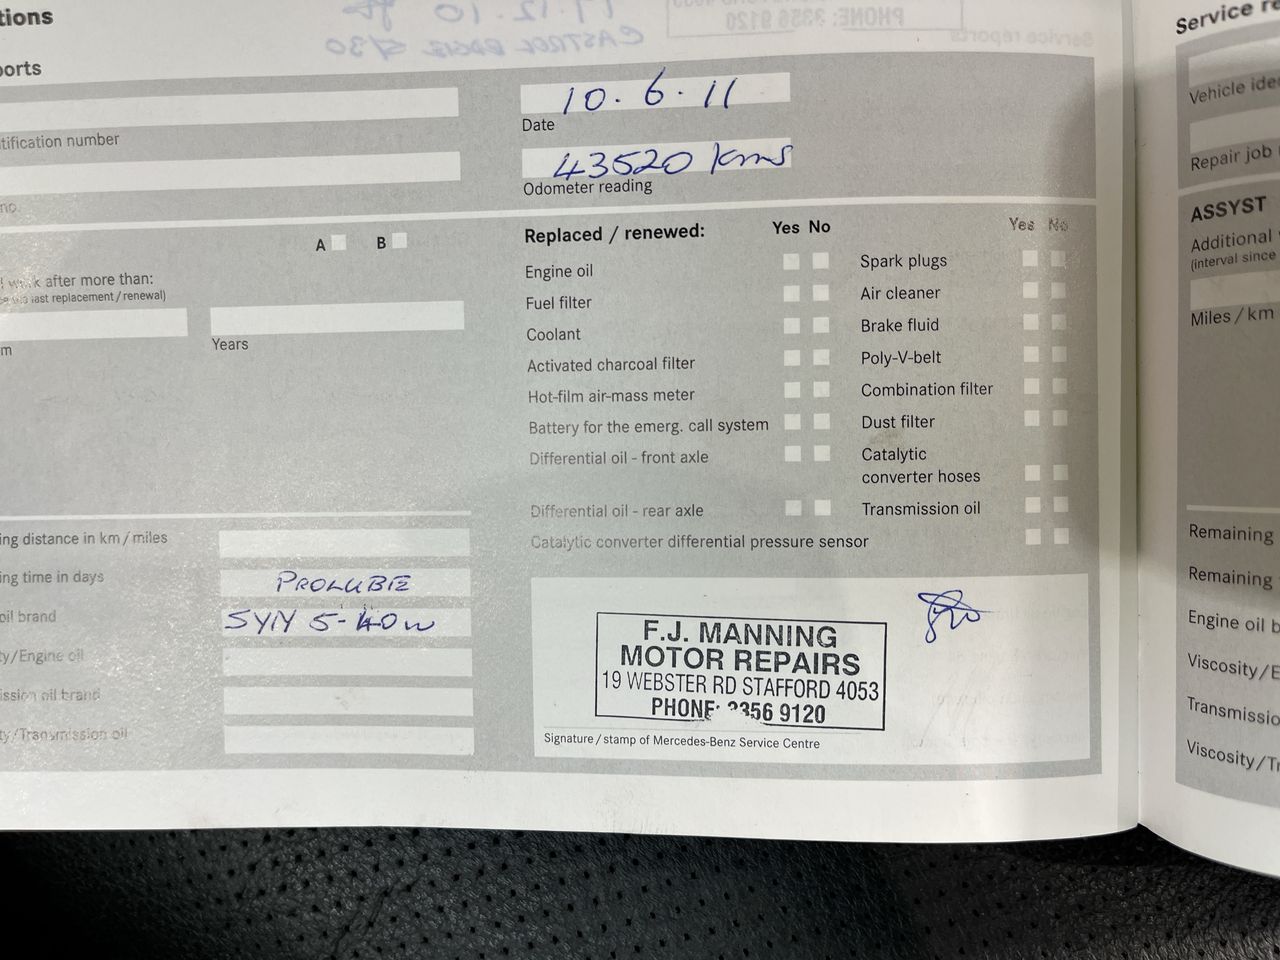 tions
ports
10.6.11
Date
tification number
43520 kms
Odometer reading
no.
A B
Replaced / renewed: Yes No Yes No
Engine oil
Fuel filter
Coolant
Activated charcoal filter
Hot-film air-mass meter
Battery for the emerg. call system
Differential oil - front axle
Differential oil - rear axle
Catalytic converter differential pressure sensor
Spark plugs
Air cleaner
Brake fluid
Poly-V-belt
Combination filter
Dust filter
Catalytic
converter hoses
Transmission oil
work after more than:
last replacement / renewal)
m
Years
ing distance in km / miles
ing time in days
PROLUBE
oil brand
SYN 5-40w
ty/Engine oil
ission oil brand
ty/Transmission oil
F.J. MANNING
MOTOR REPAIRS
19 WEBSTER RD STAFFORD 4053
PHONE: 3356 9120
Signature / stamp of Mercedes-Benz Service Centre
Service re
Vehicle ide
Repair job
ASSYST
Additional
(interval since
Miles / km
Remaining
Remaining
Engine oil b
Viscosity/E
Transmissio
Viscosity/Tr